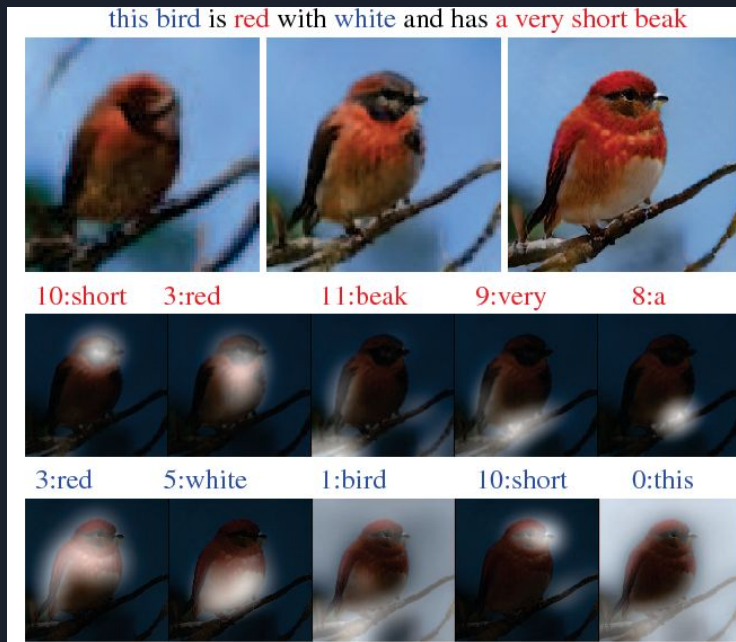 this bird is red with white and has a very short beak
10:short 3:red 11:beak 9:very 8:a
3:red 5:white 1:bird 10:short 0:this